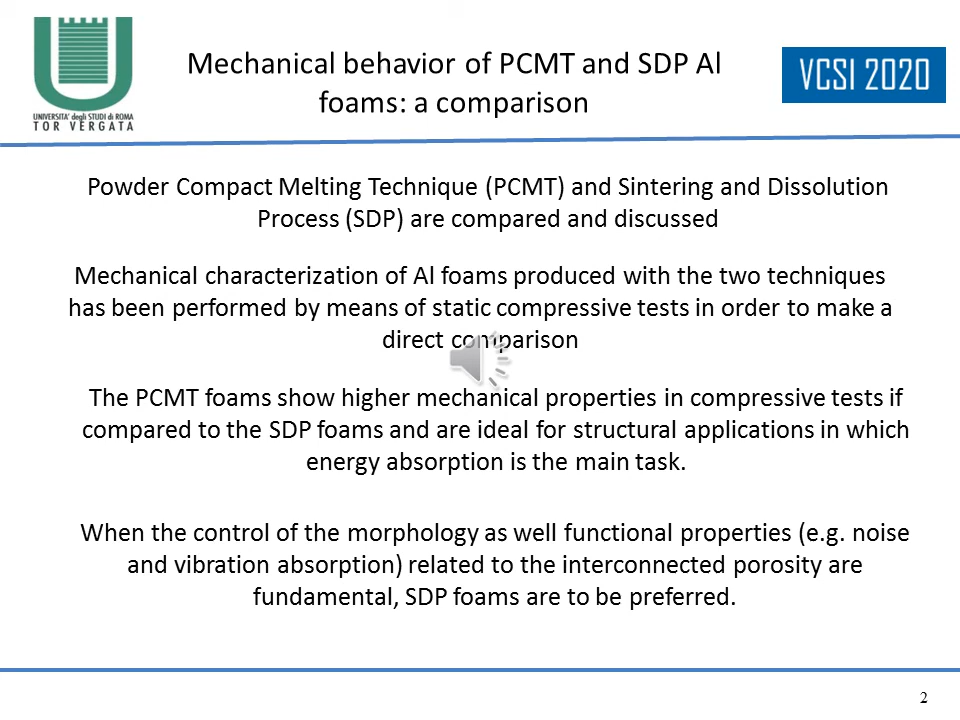 UNIVERSITA' degli STUDI di ROMA
TOR VERGATA
Mechanical behavior of PCMT and SDP Al
foams: a comparison
VCSI 2020
Powder Compact Melting Technique (PCMT) and Sintering and Dissolution
Process (SDP) are compared and discussed
Mechanical characterization of Al foams produced with the two techniques
has been performed by means of static compressive tests in order to make a
direct comparison
The PCMT foams show higher mechanical properties in compressive tests if
compared to the SDP foams and are ideal for structural applications in which
energy absorption is the main task.
When the control of the morphology as well functional properties (e.g. noise
and vibration absorption) related to the interconnected porosity are
fundamental, SDP foams are to be preferred.
2